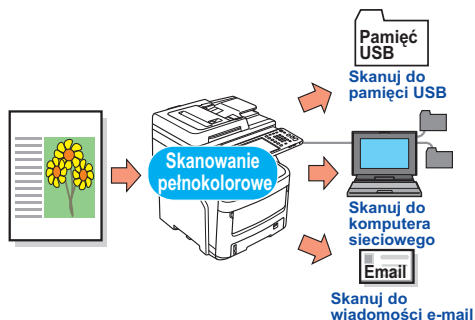 Pamięć
USB
Skanuj do
pamięci USB
Skanowanie
pełnokolorowe
Skanuj do
komputera
sieciowego
Email
Skanuj do
wiadomości e-mail